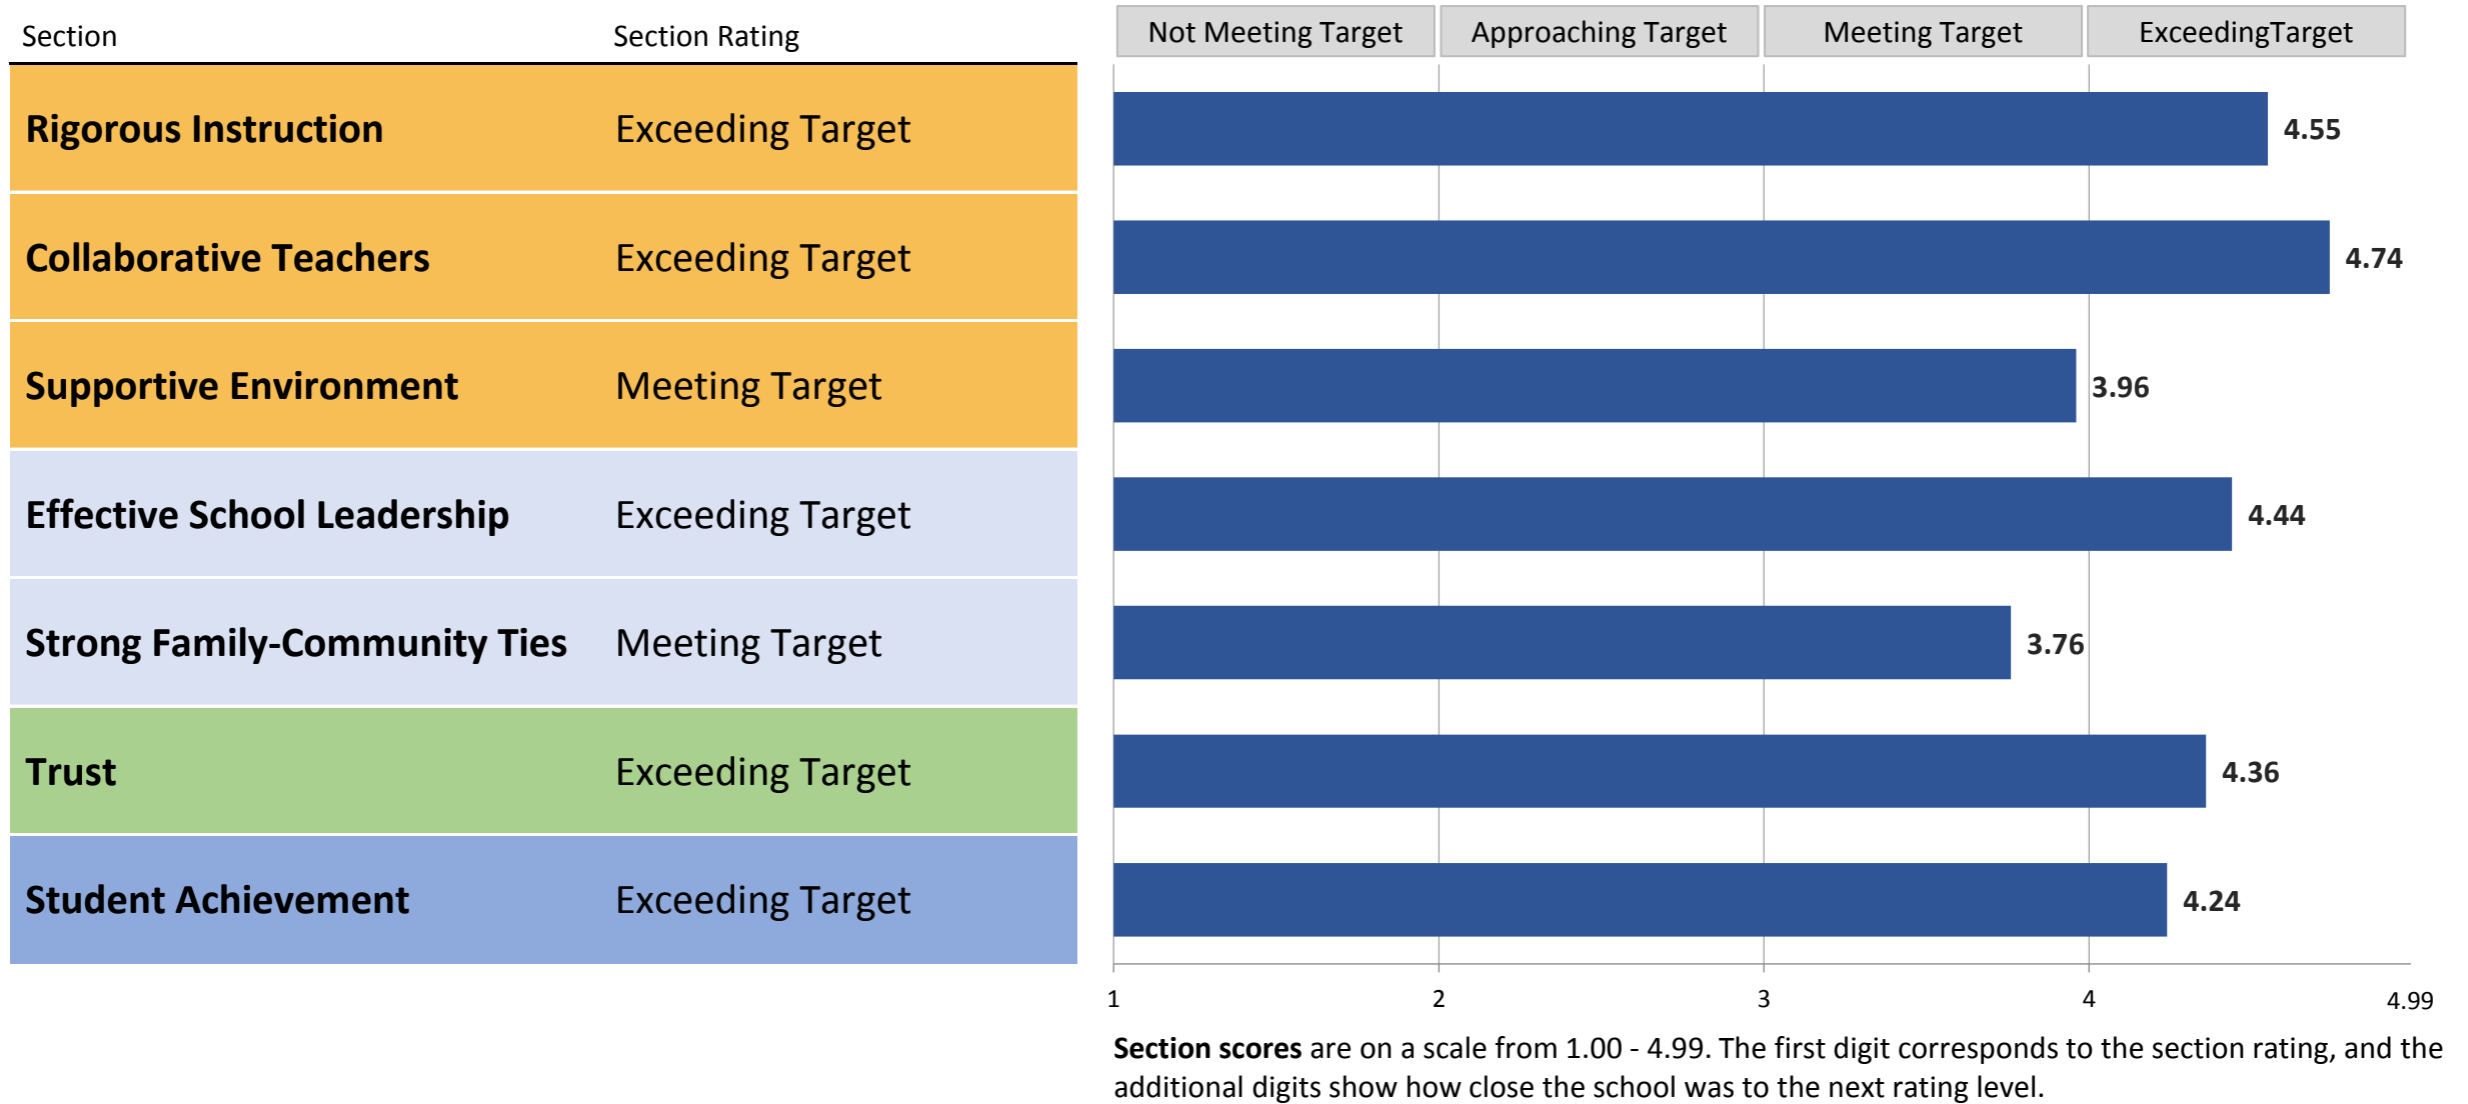 Section Section Rating Not Meeting Target Approaching Target Meeting Target ExceedingTarget
Rigorous Instruction Exceeding Target 4.55
Collaborative Teachers Exceeding Target 4.74
Supportive Environment Meeting Target 3.96
Effective School Leadership Exceeding Target 4.44
Strong Family-Community Ties Meeting Target 3.76
Trust Exceeding Target 4.36
Student Achievement Exceeding Target 4.24
1 2 3 4 4.99
Section scores are on a scale from 1.00 - 4.99. The first digit corresponds to the section rating, and the
additional digits show how close the school was to the next rating level.